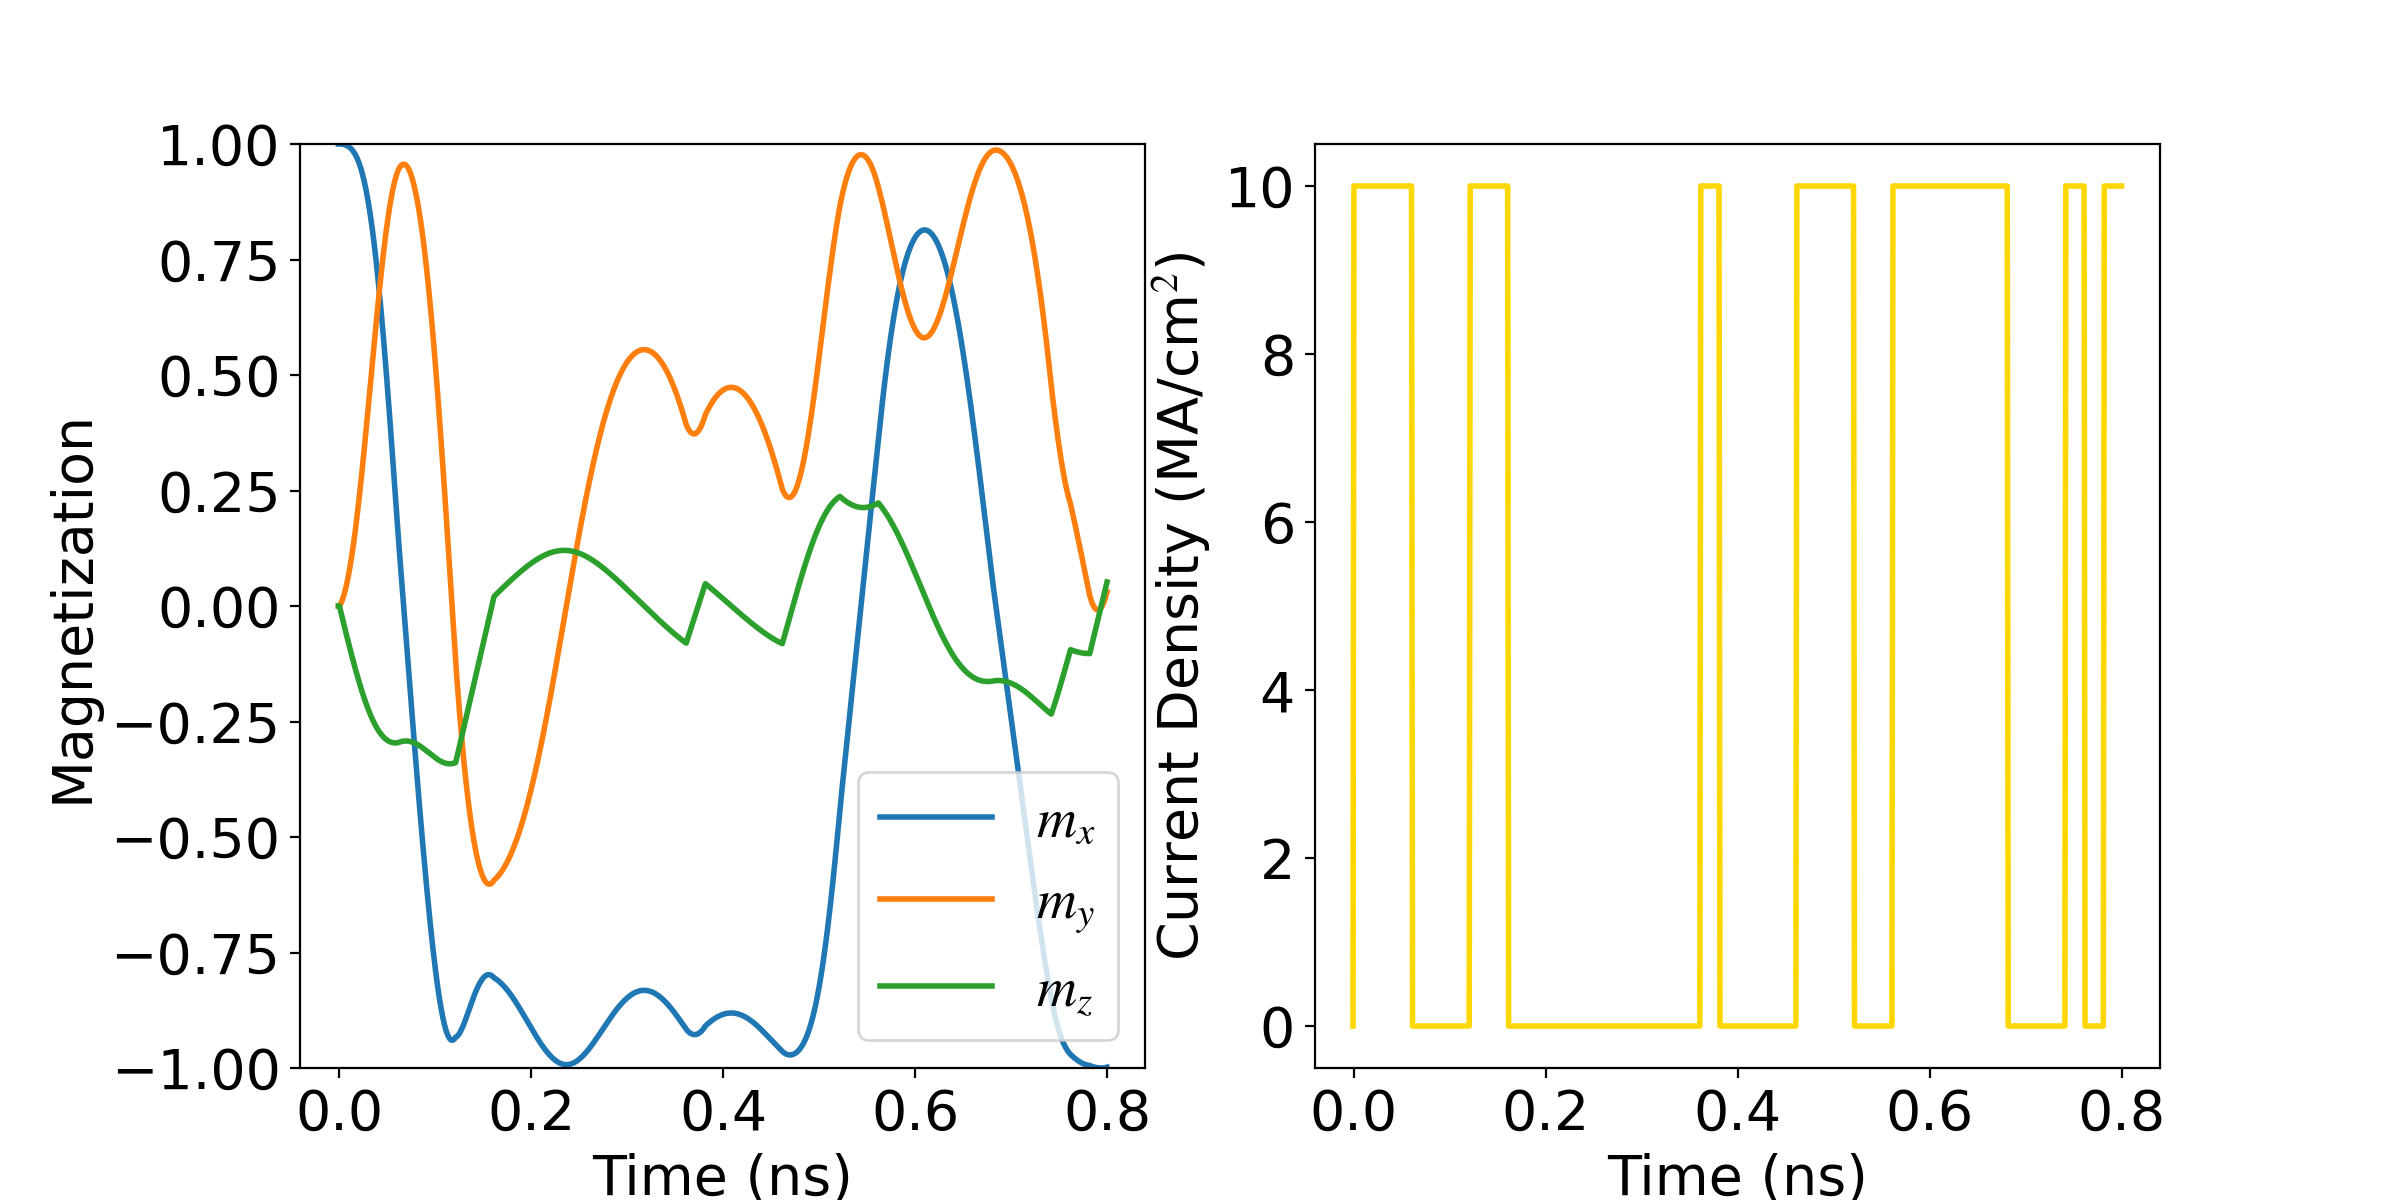 1.00
0.75
0.50
0.25
0.00
−0.25
−0.50
−0.75
−1.00
Magnetization
0.0 0.2 0.4 0.6 0.8
Time (ns)
m_x
m_y
m_z
10
8
6
4
2
0
Current Density (MA/cm²)
0.0 0.2 0.4 0.6 0.8
Time (ns)